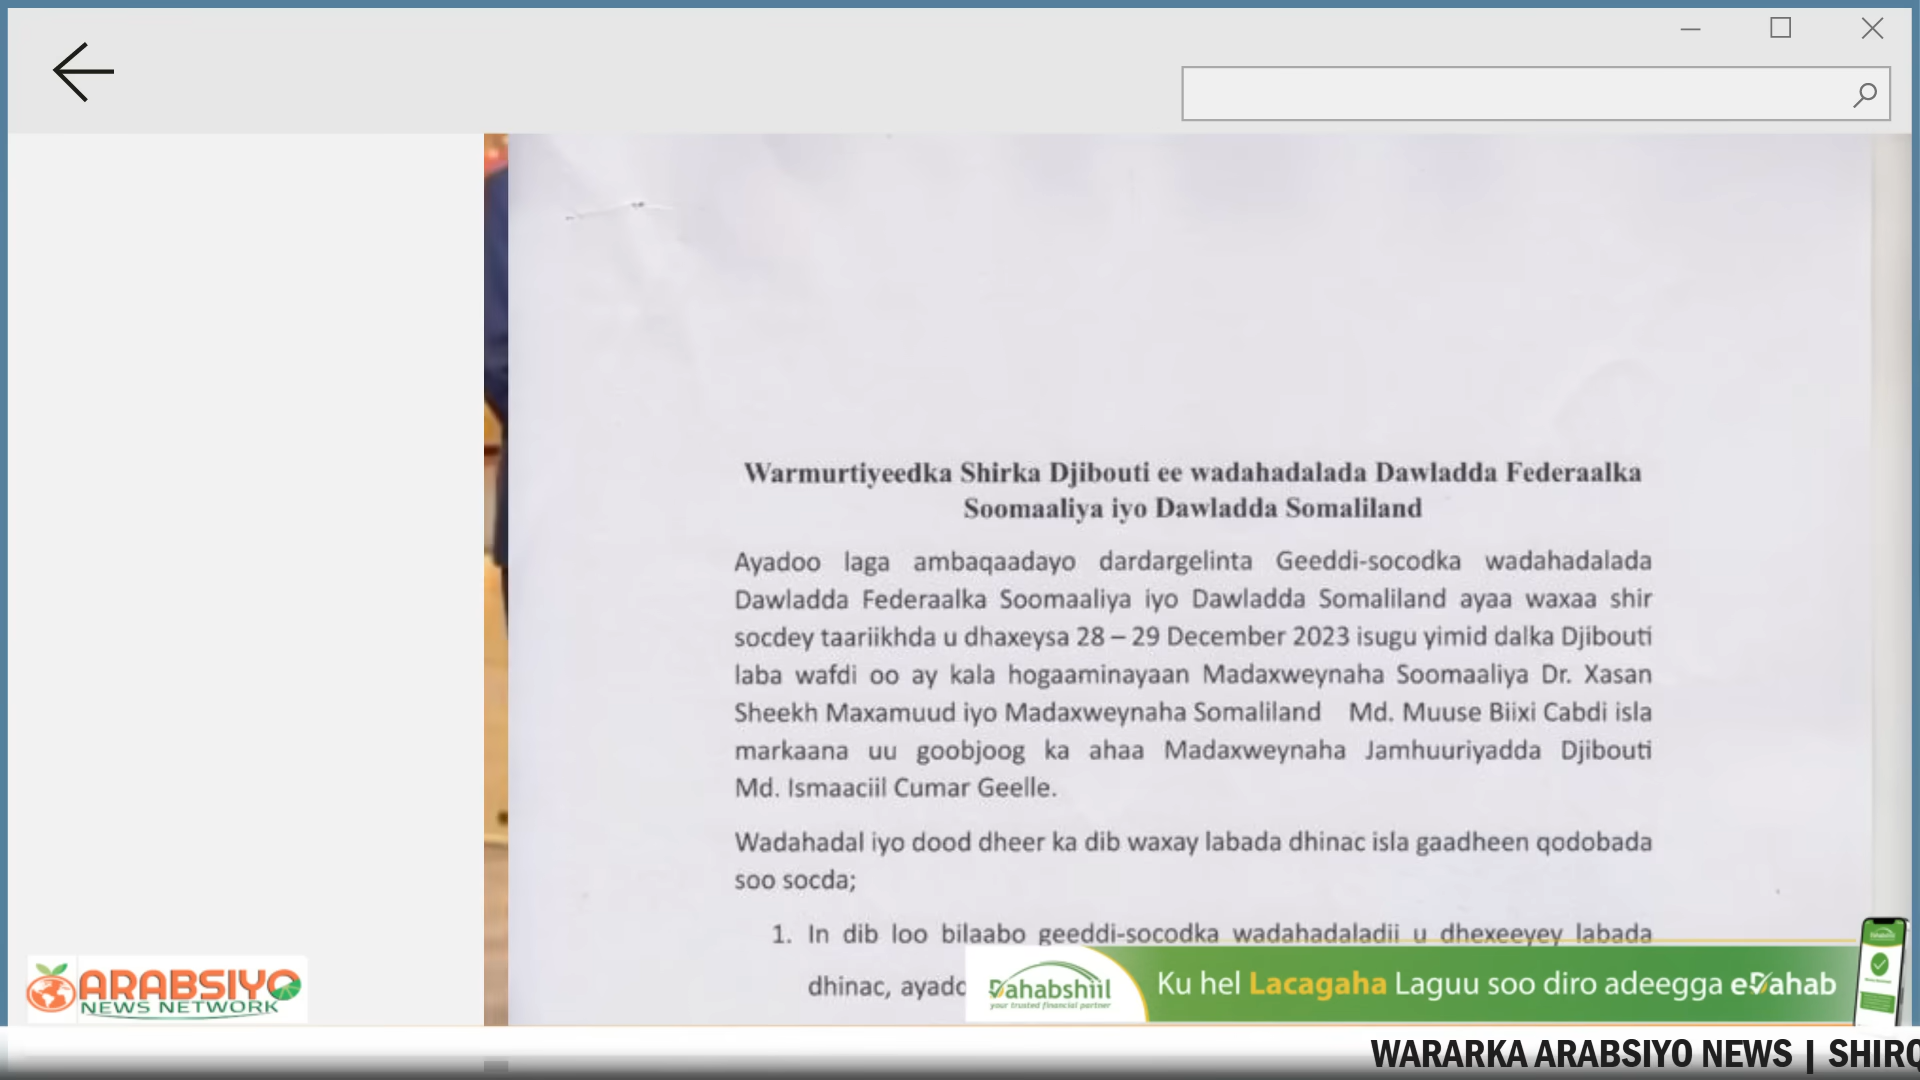 Warmurtiyeedka Shirka Djibouti ee wadahadalada Dawladda Federaalka
Soomaaliya iyo Dawladda Somaliland
Ayadoo laga ambaqaadayo dardargelinta Geeddi-socodka wadahadalada
Dawladda Federaalka Soomaaliya iyo Dawladda Somaliland ayaa waxaa shir
socdey taariikhda u dhaxeysa 28 – 29 December 2023 isugu yimid dalka Djibouti
laba wafdi oo ay kala hogaaminayaan Madaxweynaha Soomaaliya Dr. Xasan
Sheekh Maxamuud iyo Madaxweynaha Somaliland Md. Muuse Biixi Cabdi isla
markaana uu goobjoog ka ahaa Madaxweynaha Jamhuuriyadda Djibouti
Md. Ismaaciil Cumar Geelle.
Wadahadal iyo dood dheer ka dib waxay labada dhinac isla gaadheen qodobada
soo socda;
1. In dib loo bilaabo geeddi-socodka wadahadaladii u dhexeeyey labada
dhinac,
ARABSIYO
NEWS NETWORK
Dahabshiil
your trusted financial partner
Ku hel Lacagaha Laguu soo diro adeegga eDahab
WARARKA ARABSIYO NEWS |